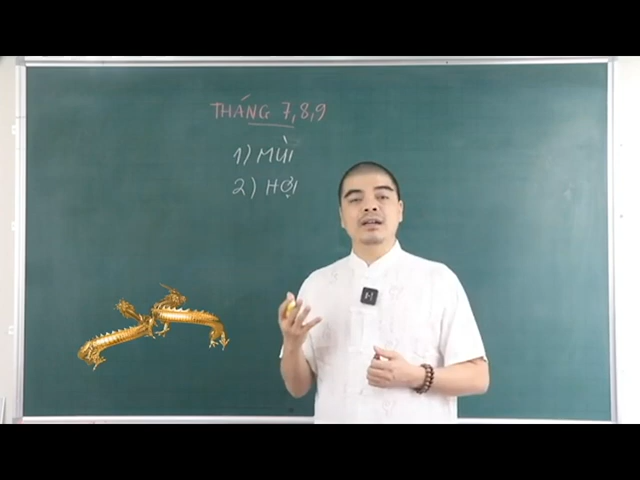 THÁNG 7,8,9
1) MÙI
2) HỢI